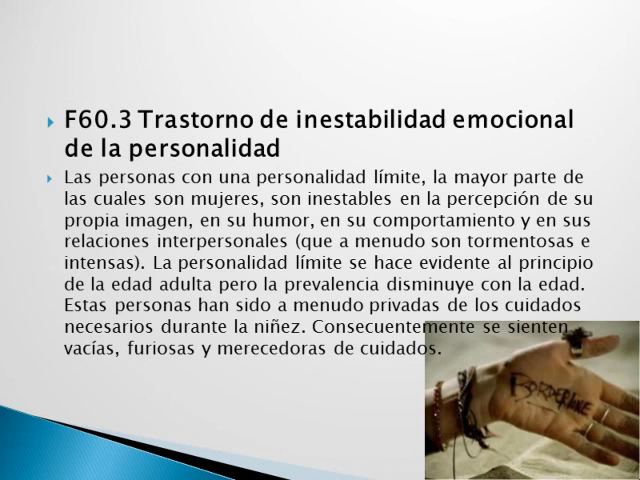 F60.3 Trastorno de inestabilidad emocional
de la personalidad
Las personas con una personalidad límite, la mayor parte de
las cuales son mujeres, son inestables en la percepción de su
propia imagen, en su humor, en su comportamiento y en sus
relaciones interpersonales (que a menudo son tormentosas e
intensas). La personalidad límite se hace evidente al principio
de la edad adulta pero la prevalencia disminuye con la edad.
Estas personas han sido a menudo privadas de los cuidados
necesarios durante la niñez. Consecuentemente se sienten
vacías, furiosas y merecedoras de cuidados.
BORDERLINE